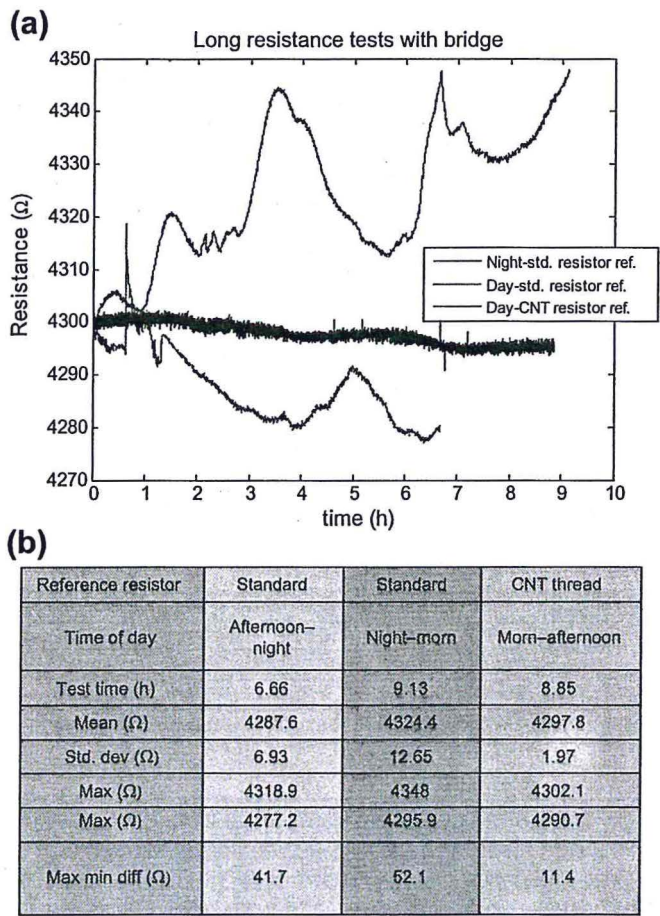 (a)
Long resistance tests with bridge
4350
4340
4330
4320
4310
4300
4290
4280
4270
Resistance (Ω)
Night-std. resistor ref.
Day-std. resistor ref.
Day-CNT resistor ref.
0 1 2 3 4 5 6 7 8 9 10
time (h)
(b)
Reference resistor Standard Standard CNT thread
Time of day Afternoon–night Night–morn Morn–afternoon
Test time (h) 6.66 9.13 8.85
Mean (Ω) 4287.6 4324.4 4297.8
Std. dev (Ω) 6.93 12.65 1.97
Max (Ω) 4318.9 4348 4302.1
Max (Ω) 4277.2 4295.9 4290.7
Max min diff (Ω) 41.7 52.1 11.4